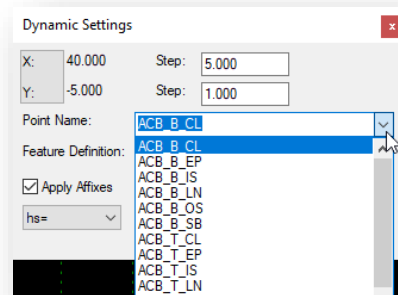 Dynamic Settings
x
X: 40.000 Step: 5.000
Y: -5.000 Step: 1.000
Point Name: ACB_B_CL
Feature Definition: ACB_B_CL
ACB_B_EP
ACB_B_IS
Apply Affixes ACB_B_LN
ACB_B_OS
hs= ACB_B_SB
ACB_T_CL
ACB_T_EP
ACB_T_IS
ACB_T_LN